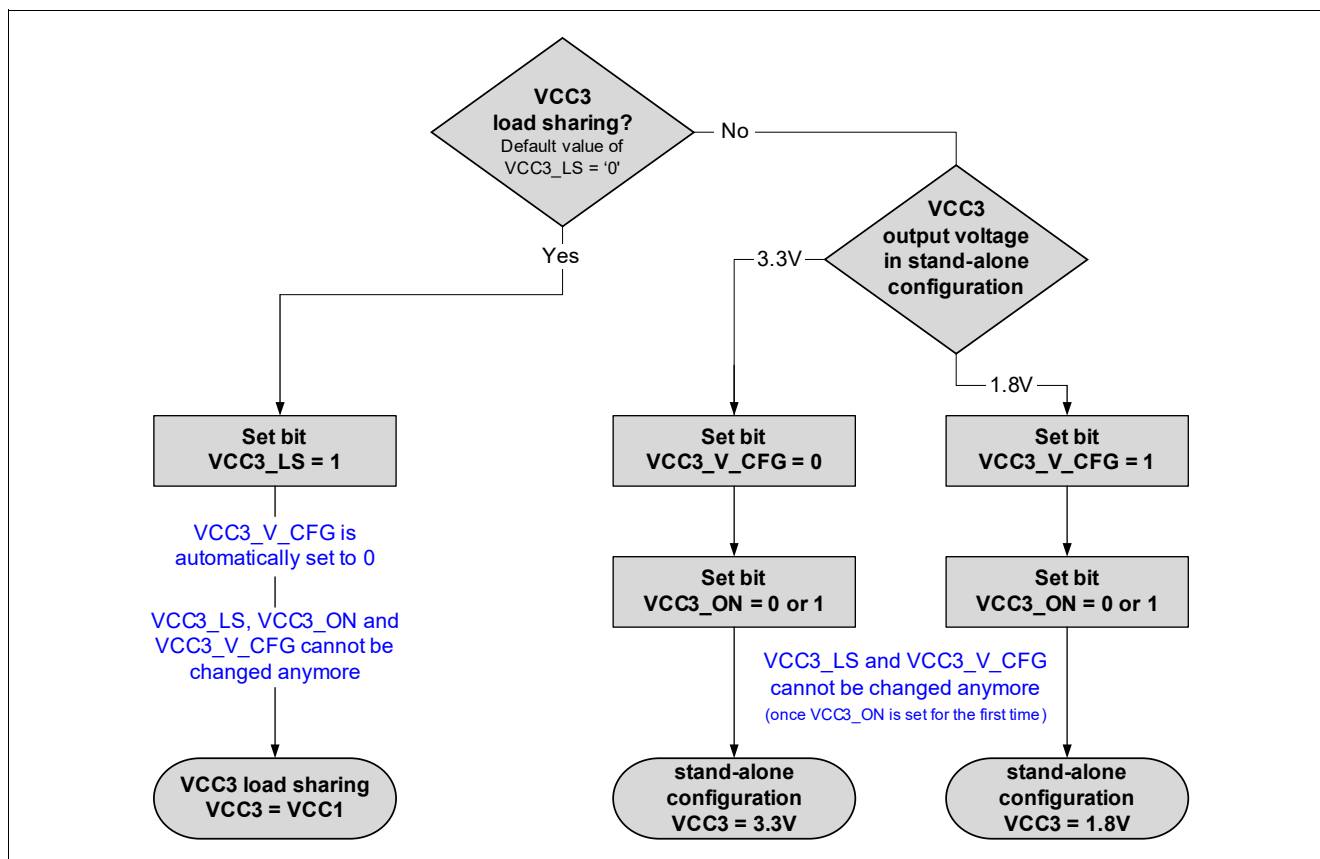 VCC3
load sharing?
Default value of
VCC3_LS = ‘0'
No
Yes
VCC3
output voltage
in stand-alone
configuration
3.3V
1.8V
Set bit
VCC3_LS = 1
Set bit
VCC3_V_CFG = 0
Set bit
VCC3_V_CFG = 1
VCC3_V_CFG is
automatically set to 0
Set bit
VCC3_ON = 0 or 1
Set bit
VCC3_ON = 0 or 1
VCC3_LS, VCC3_ON and
VCC3_V_CFG cannot be
changed anymore
VCC3_LS and VCC3_V_CFG
cannot be changed anymore
(once VCC3_ON is set for the first time)
VCC3 load sharing
VCC3 = VCC1
stand-alone
configuration
VCC3 = 3.3V
stand-alone
configuration
VCC3 = 1.8V